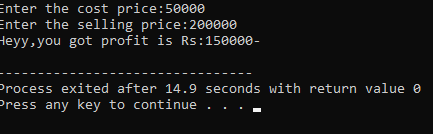 Enter the cost price:50000
Enter the selling price:200000
Heyy,you got profit is Rs:150000-
--------------------------------
Process exited after 14.9 seconds with return value 0
Press any key to continue . . .